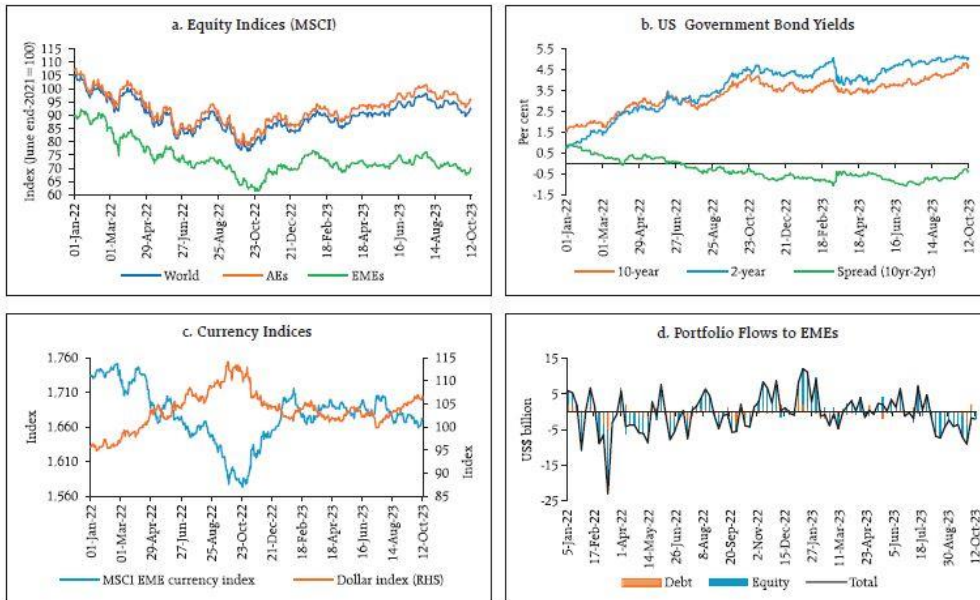 a. Equity Indices (MSCI)
Index (June end-2021=100)
115
110
105
100
95
90
85
80
75
70
65
60
01-Jan-22
01-Mar-22
29-Apr-22
27-Jun-22
25-Aug-22
23-Oct-22
21-Dec-22
18-Feb-23
18-Apr-23
16-Jun-23
14-Aug-23
12-Oct-23
World AEs EMEs
b. US Government Bond Yields
Per cent
5.5
4.5
3.5
2.5
1.5
0.5
-0.5
-1.5
01-Jan-22
01-Mar-22
29-Apr-22
27-Jun-22
25-Aug-22
23-Oct-22
21-Dec-22
18-Feb-23
18-Apr-23
16-Jun-23
14-Aug-23
12-Oct-23
10-year 2-year Spread (10yr-2yr)
c. Currency Indices
Index
1.760
1.710
1.660
1.610
1.560
115
110
105
100
95
90
85
Index
01-Jan-22
01-Mar-22
29-Apr-22
27-Jun-22
25-Aug-22
23-Oct-22
21-Dec-22
18-Feb-23
18-Apr-23
16-Jun-23
14-Aug-23
12-Oct-23
MSCI EME currency index Dollar index (RHS)
d. Portfolio Flows to EMEs
US$ billion
15
5
-5
-15
-25
5-Jan-22
17-Feb-22
1-Apr-22
14-May-22
26-Jun-22
8-Aug-22
20-Sep-22
2-Nov-22
15-Dec-22
27-Jan-23
11-Mar-23
23-Apr-23
5-Jun-23
18-Jul-23
30-Aug-23
12-Oct-23
Debt Equity Total